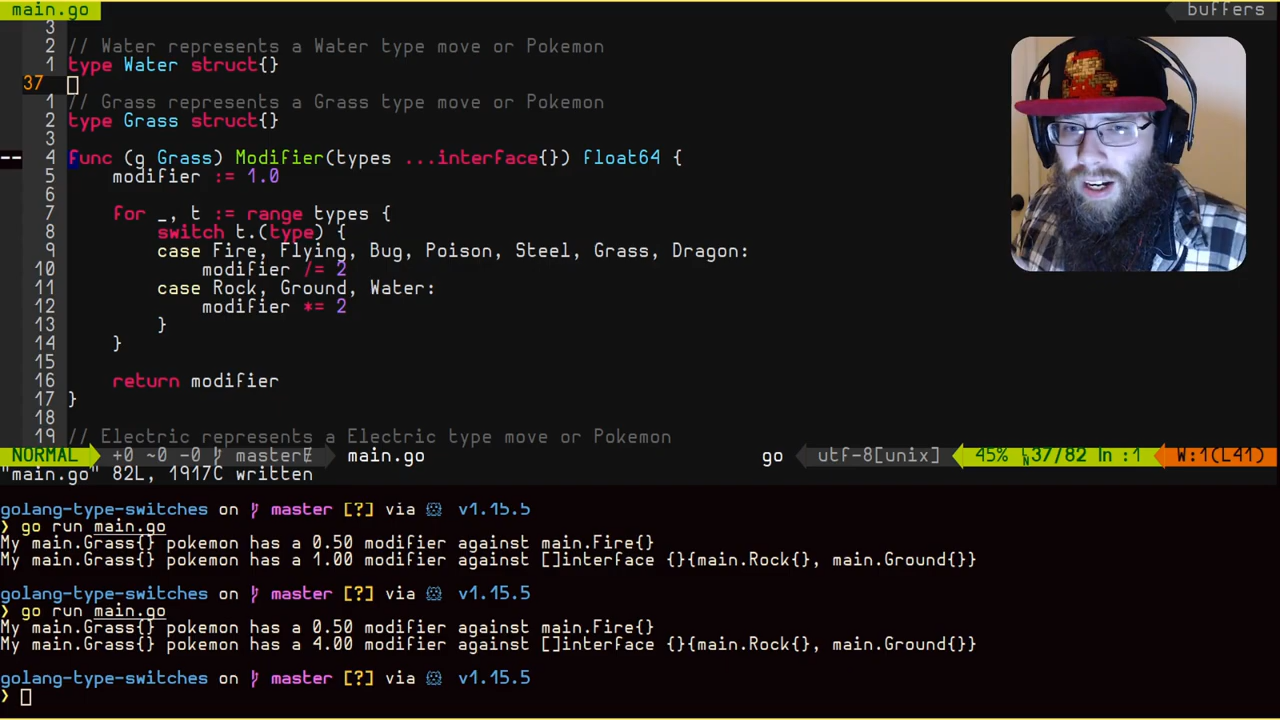 main.go
buffers
3
2 // Water represents a Water type move or Pokemon
1 type Water struct{}
37
1 // Grass represents a Grass type move or Pokemon
2 type Grass struct{}
3
-- 4 func (g Grass) Modifier(types ...interface{}) float64 {
5 modifier := 1.0
6
7 for _, t := range types {
8 switch t.(type) {
9 case Fire, Flying, Bug, Poison, Steel, Grass, Dragon:
10 modifier /= 2
11 case Rock, Ground, Water:
12 modifier *= 2
13 }
14 }
15
16 return modifier
17 }
18
19 // Electric represents a Electric type move or Pokemon
NORMAL +0 ~0 -0 master main.go go utf-8[unix] 45% 37/82 ln :1 W:1(L41)
"main.go" 82L, 1917C written
golang-type-switches on master [?] via v1.15.5
❯ go run main.go
My main.Grass{} pokemon has a 0.50 modifier against main.Fire{}
My main.Grass{} pokemon has a 1.00 modifier against []interface {}{main.Rock{}, main.Ground{}}
golang-type-switches on master [?] via v1.15.5
❯ go run main.go
My main.Grass{} pokemon has a 0.50 modifier against main.Fire{}
My main.Grass{} pokemon has a 4.00 modifier against []interface {}{main.Rock{}, main.Ground{}}
golang-type-switches on master [?] via v1.15.5
❯